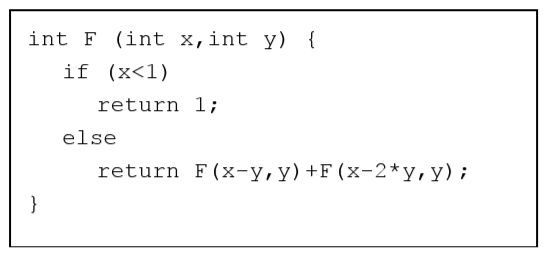 int F (int x,int y) {
if (x<1)
return 1;
else
return F(x-y,y)+F(x-2*y,y);
}